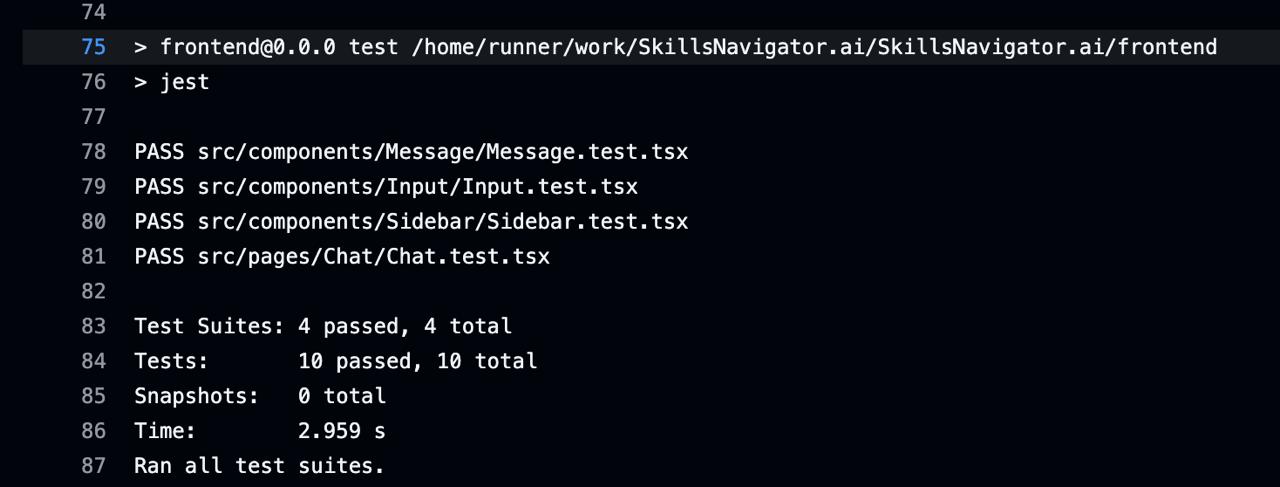 74
75 > frontend@0.0.0 test /home/runner/work/SkillsNavigator.ai/SkillsNavigator.ai/frontend
76 > jest
77
78 PASS src/components/Message/Message.test.tsx
79 PASS src/components/Input/Input.test.tsx
80 PASS src/components/Sidebar/Sidebar.test.tsx
81 PASS src/pages/Chat/Chat.test.tsx
82
83 Test Suites: 4 passed, 4 total
84 Tests:       10 passed, 10 total
85 Snapshots:   0 total
86 Time:        2.959 s
87 Ran all test suites.